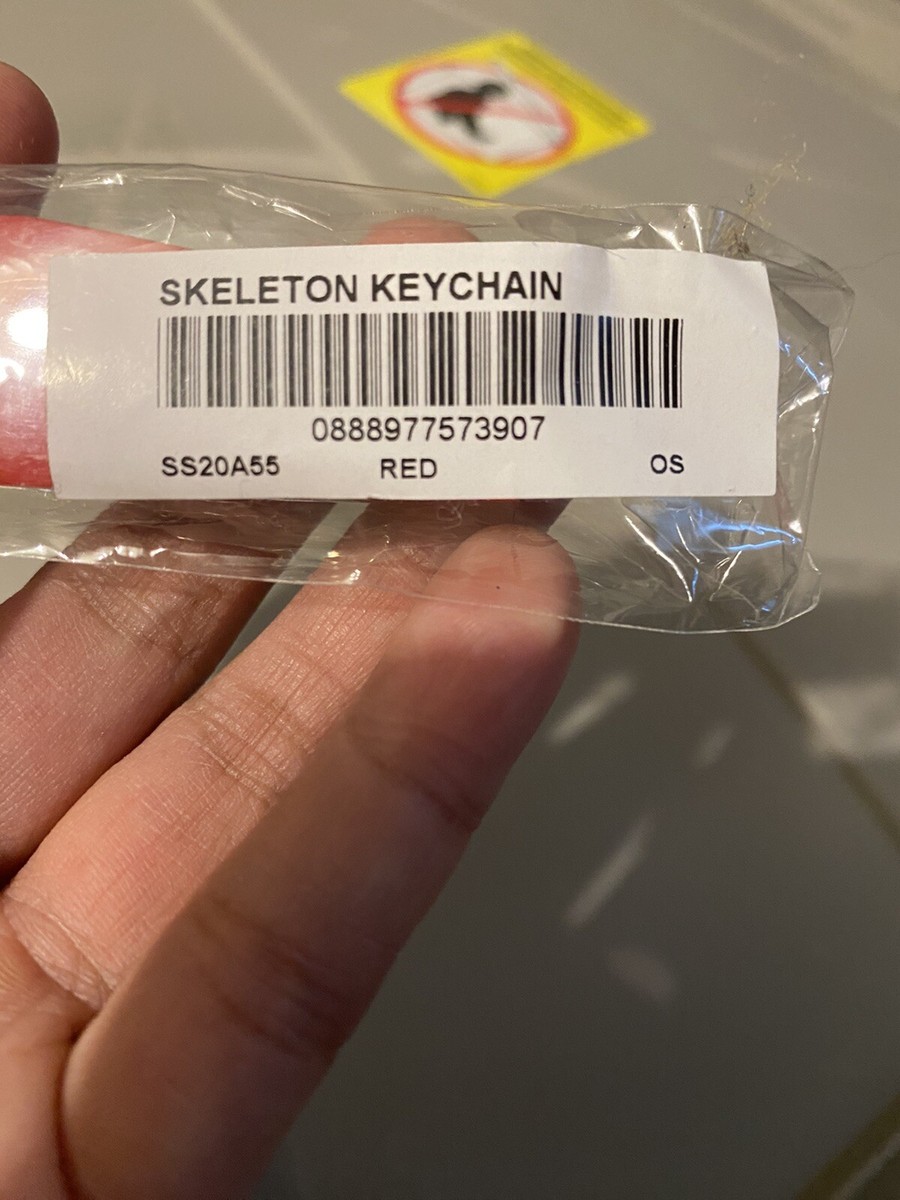 SKELETON KEYCHAIN
0888977573907
SS20A55 RED OS